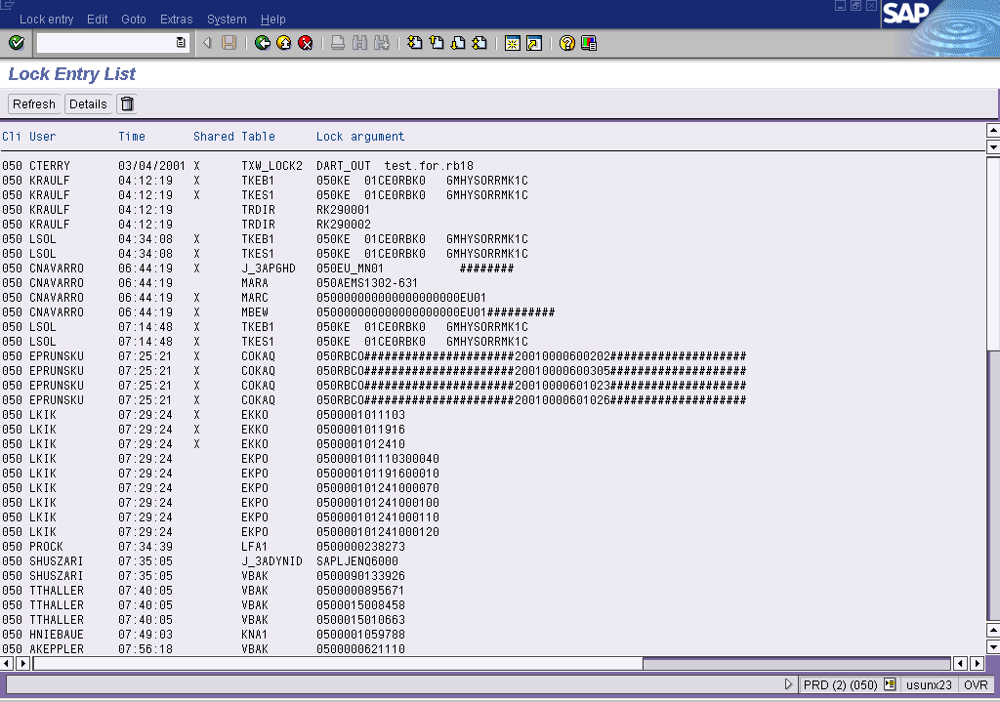 Lock entry Edit Goto Extras System Help
SAP
Lock Entry List
Refresh Details
Cli User Time Shared Table Lock argument
050 CTERRY 03/04/2001 X TXW_LOCK2 DART_OUT test.for.rb18
050 KRAULF 04:12:19 X TKEB1 050KE 01CE0RBK0 GMHYSORRMK1C
050 KRAULF 04:12:19 X TKES1 050KE 01CE0RBK0 GMHYSORRMK1C
050 KRAULF 04:12:19 TRDIR RK290001
050 KRAULF 04:12:19 TRDIR RK290002
050 LSOL 04:34:08 X TKEB1 050KE 01CE0RBK0 GMHYSORRMK1C
050 LSOL 04:34:08 X TKES1 050KE 01CE0RBK0 GMHYSORRMK1C
050 CNAVARRO 06:44:19 X J_3APGHD 050EU_MN01 ########
050 CNAVARRO 06:44:19 MARA 050AEMS1302-631
050 CNAVARRO 06:44:19 X MARC 050000000000000000000EU01
050 CNAVARRO 06:44:19 X MBEW 050000000000000000000EU01##########
050 LSOL 07:14:48 X TKEB1 050KE 01CE0RBK0 GMHYSORRMK1C
050 LSOL 07:14:48 X TKES1 050KE 01CE0RBK0 GMHYSORRMK1C
050 EPRUNSKU 07:25:21 X COKAQ 050RBCO######################20010000600202####################
050 EPRUNSKU 07:25:21 X COKAQ 050RBCO######################20010000600305####################
050 EPRUNSKU 07:25:21 X COKAQ 050RBCO######################20010000601023####################
050 EPRUNSKU 07:25:21 X COKAQ 050RBCO######################20010000601026####################
050 LKIK 07:29:24 X EKKO 0500001011103
050 LKIK 07:29:24 X EKKO 0500001011916
050 LKIK 07:29:24 X EKKO 0500001012410
050 LKIK 07:29:24 EKPO 050000101110300040
050 LKIK 07:29:24 EKPO 050000101191600010
050 LKIK 07:29:24 EKPO 050000101241000070
050 LKIK 07:29:24 EKPO 050000101241000100
050 LKIK 07:29:24 EKPO 050000101241000110
050 LKIK 07:29:24 EKPO 050000101241000120
050 PROCK 07:34:39 LFA1 0500000238273
050 SHUSZARI 07:35:05 J_3ADYNID SAPLJENQ6000
050 SHUSZARI 07:35:05 VBAK 0500090133926
050 TTHALLER 07:40:05 VBAK 0500000895671
050 TTHALLER 07:40:05 VBAK 0500015008458
050 TTHALLER 07:40:05 VBAK 0500015010663
050 HNIEBAUE 07:49:03 KNA1 0500001059788
050 AKEPPLER 07:56:18 VBAK 0500000621110
PRD (2) (050) usunx23 OVR